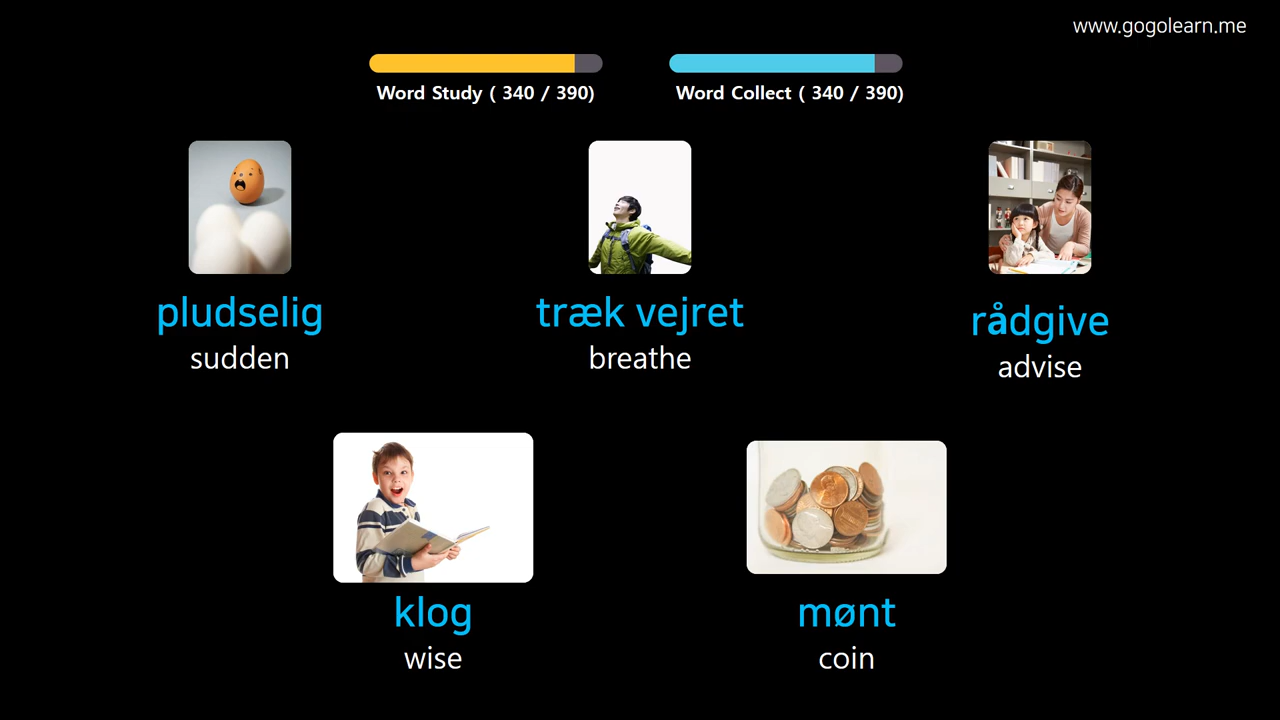 www.gogolearn.me
Word Study ( 340 / 390)
Word Collect ( 340 / 390)
pludselig
sudden
træk vejret
breathe
rådgive
advise
klog
wise
mønt
coin